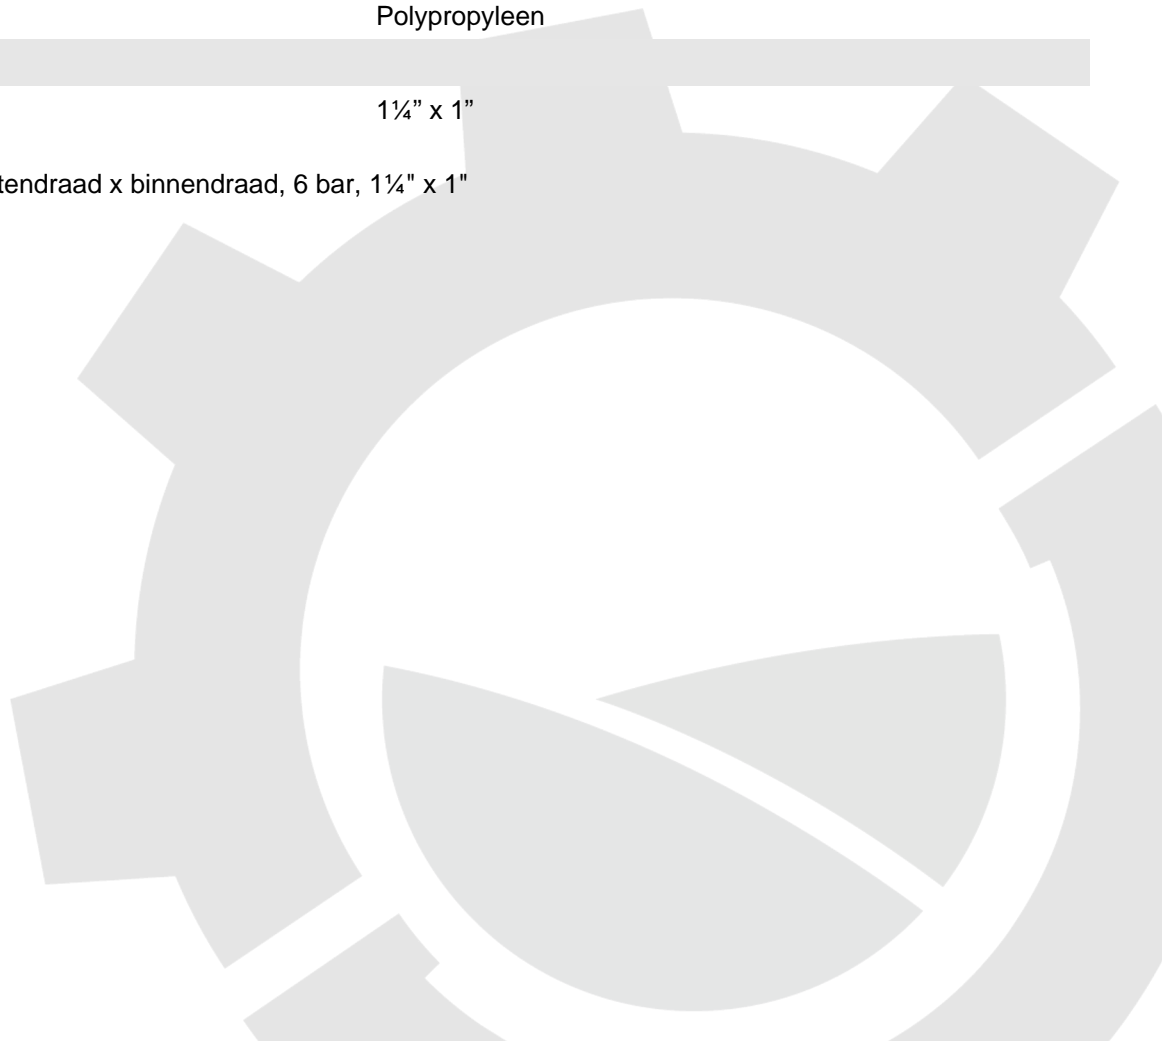 Polypropyleen
1¼” x 1”
tendraad x binnendraad, 6 bar, 1¼" x 1"